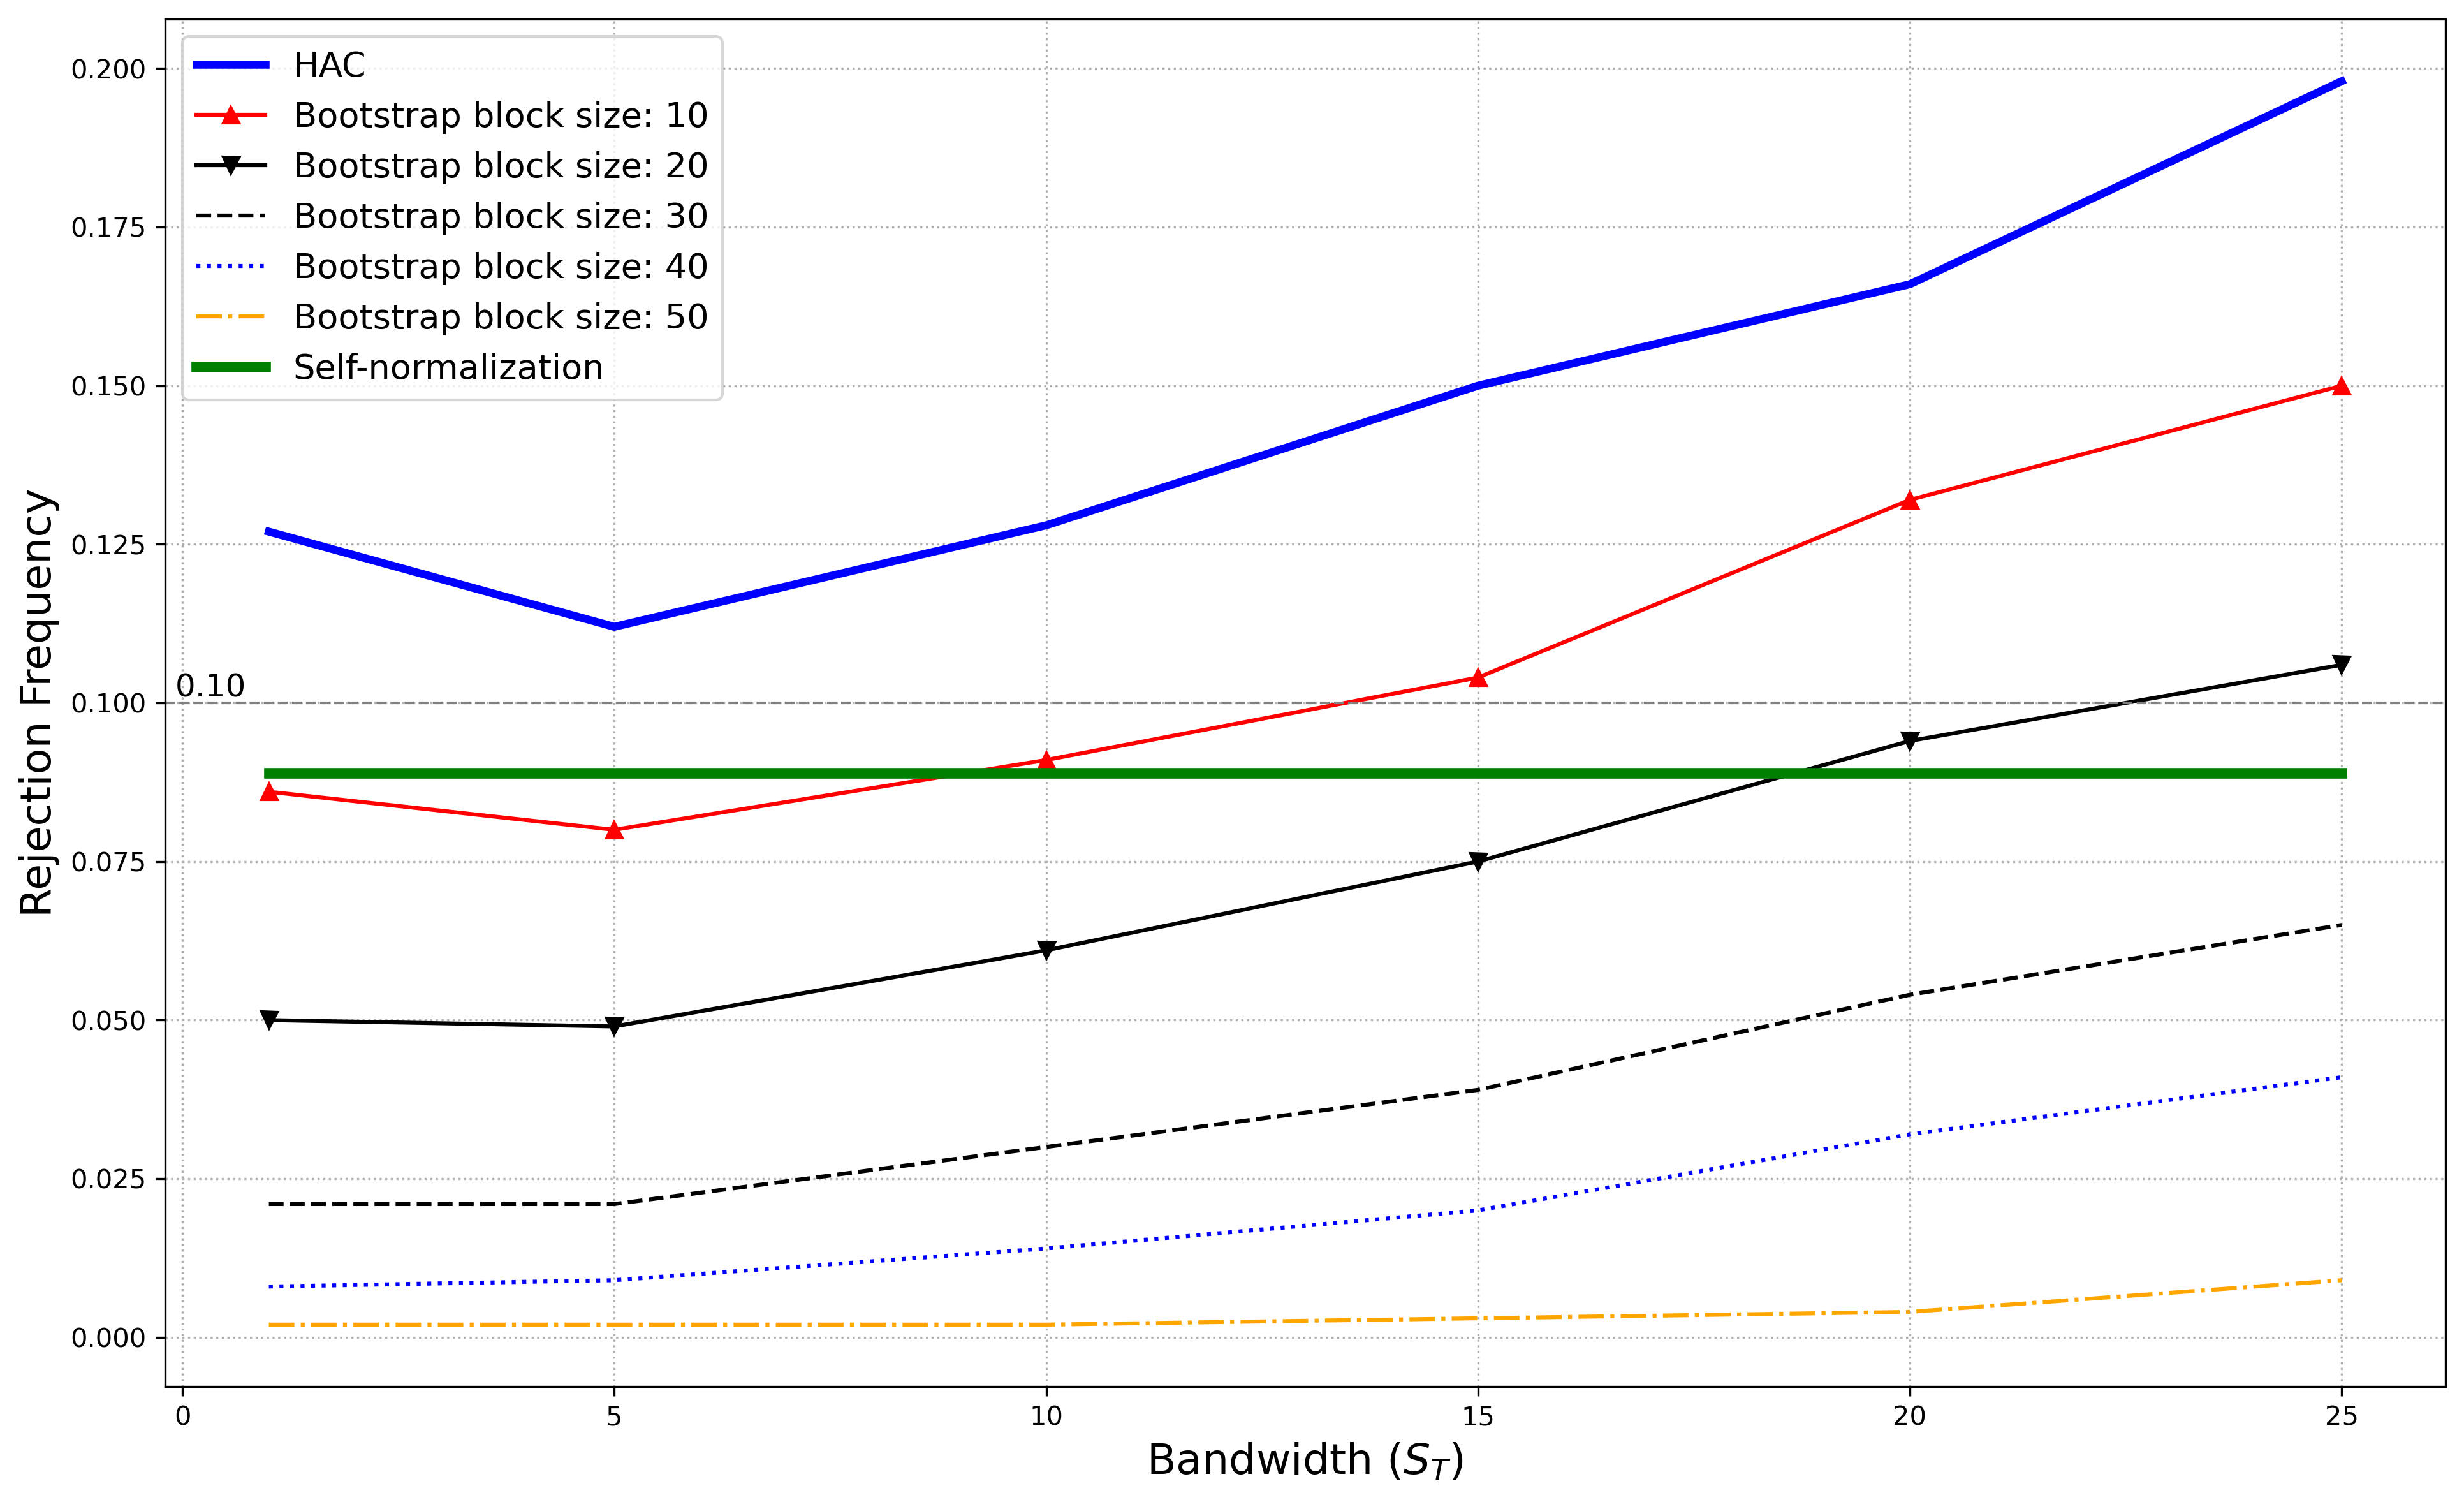 HAC
Bootstrap block size: 10
Bootstrap block size: 20
Bootstrap block size: 30
Bootstrap block size: 40
Bootstrap block size: 50
Self-normalization
Rejection Frequency
0.200
0.175
0.150
0.125
0.100
0.075
0.050
0.025
0.000
0.10
0 5 10 15 20 25
Bandwidth (S_T)